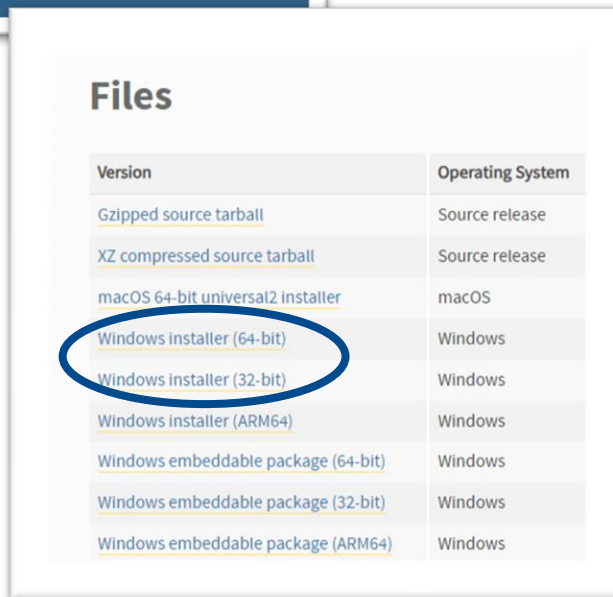 Files
Version Operating System
Gzipped source tarball Source release
XZ compressed source tarball Source release
macOS 64-bit universal2 installer macOS
Windows installer (64-bit) Windows
Windows installer (32-bit) Windows
Windows installer (ARM64) Windows
Windows embeddable package (64-bit) Windows
Windows embeddable package (32-bit) Windows
Windows embeddable package (ARM64) Windows